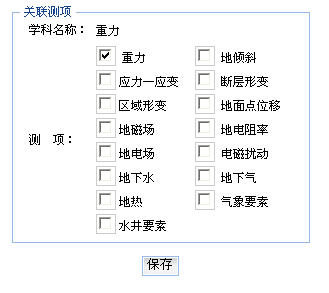 关联测项
学科名称： 重力
重力 地倾斜
应力—应变 断层形变
区域形变 地面点位移
地磁场 地电阻率
测 项： 地电场 电磁扰动
地下水 地下气
地热 气象要素
水井要素
保存